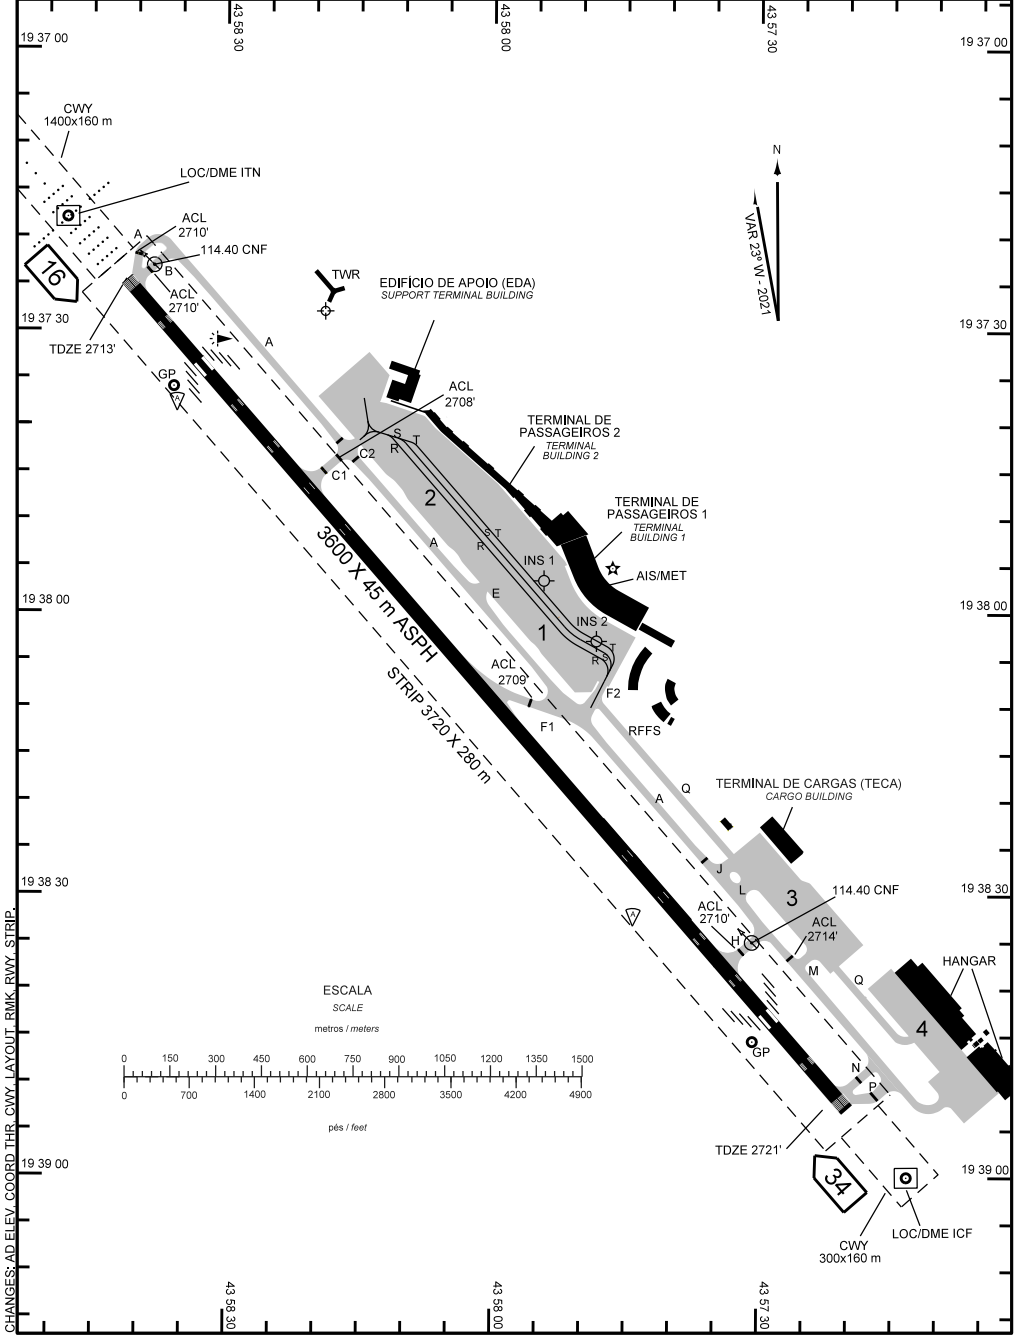 43 58 30
43 58 00
43 57 30
19 37 00
19 37 00
CWY
1400x160 m
LOC/DME ITN
N
VAR 23° W - 2021
ACL
2710'
A
114.40 CNF
B
16
ACL
2710'
TWR
EDIFÍCIO DE APOIO (EDA)
SUPPORT TERMINAL BUILDING
19 37 30
19 37 30
TDZE 2713'
A
GP
A
ACL
2708'
TERMINAL DE
PASSAGEIROS 2
TERMINAL
BUILDING 2
S
T
R
C2
C1
2
TERMINAL DE
PASSAGEIROS 1
TERMINAL
BUILDING 1
3600 X 45 m ASPH
A
S T
R
INS 1
AIS/MET
E
19 38 00
19 38 00
INS 2
1
T
R S
ACL
2709'
F2
F1
RFFS
STRIP 3720 X 280 m
TERMINAL DE CARGAS (TECA)
CARGO BUILDING
Q
A
J
L
3
19 38 30
19 38 30
114.40 CNF
ACL
2710'
ACL
2714'
A
H
M
Q
HANGAR
4
ESCALA
SCALE
metros / meters
0 150 300 450 600 750 900 1050 1200 1350 1500
0 700 1400 2100 2800 3500 4200 4900
pés / feet
GP
N
P
TDZE 2721'
34
19 39 00
19 39 00
CWY
300x160 m
LOC/DME ICF
43 58 30
43 58 00
43 57 30
CHANGES: AD ELEV, COORD THR, CWY, LAYOUT, RMK, RWY, STRIP.